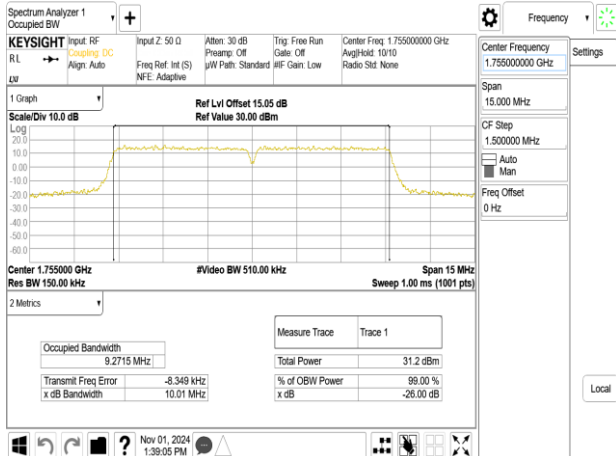 Spectrum Analyzer 1
Occupied BW
Frequency
KEYSIGHT
RL
Input: RF
Coupling: DC
Align: Auto
Input Z: 50 Ω
Freq Ref: Int (S)
NFE: Adaptive
Atten: 30 dB
Preamp: Off
µW Path: Standard
Trig: Free Run
Gate: Off
#IF Gain: Low
Center Freq: 1.755000000 GHz
Avg|Hold: 10/10
Radio Std: None
Center Frequency
1.755000000 GHz
Settings
Span
15.000 MHz
CF Step
1.500000 MHz
Auto
Man
Freq Offset
0 Hz
Local
1 Graph
Scale/Div 10.0 dB
Ref Lvl Offset 15.05 dB
Ref Value 30.00 dBm
Log
20.0
10.0
0.00
-10.0
-20.0
-30.0
-40.0
-50.0
-60.0
Center 1.755000 GHz
Res BW 150.00 kHz
#Video BW 510.00 kHz
Span 15 MHz
Sweep 1.00 ms (1001 pts)
2 Metrics
Measure Trace Trace 1
Occupied Bandwidth
9.2715 MHz
Total Power 31.2 dBm
Transmit Freq Error -8.349 kHz
% of OBW Power 99.00 %
x dB Bandwidth 10.01 MHz
x dB -26.00 dB
Nov 01, 2024
1:39:05 PM